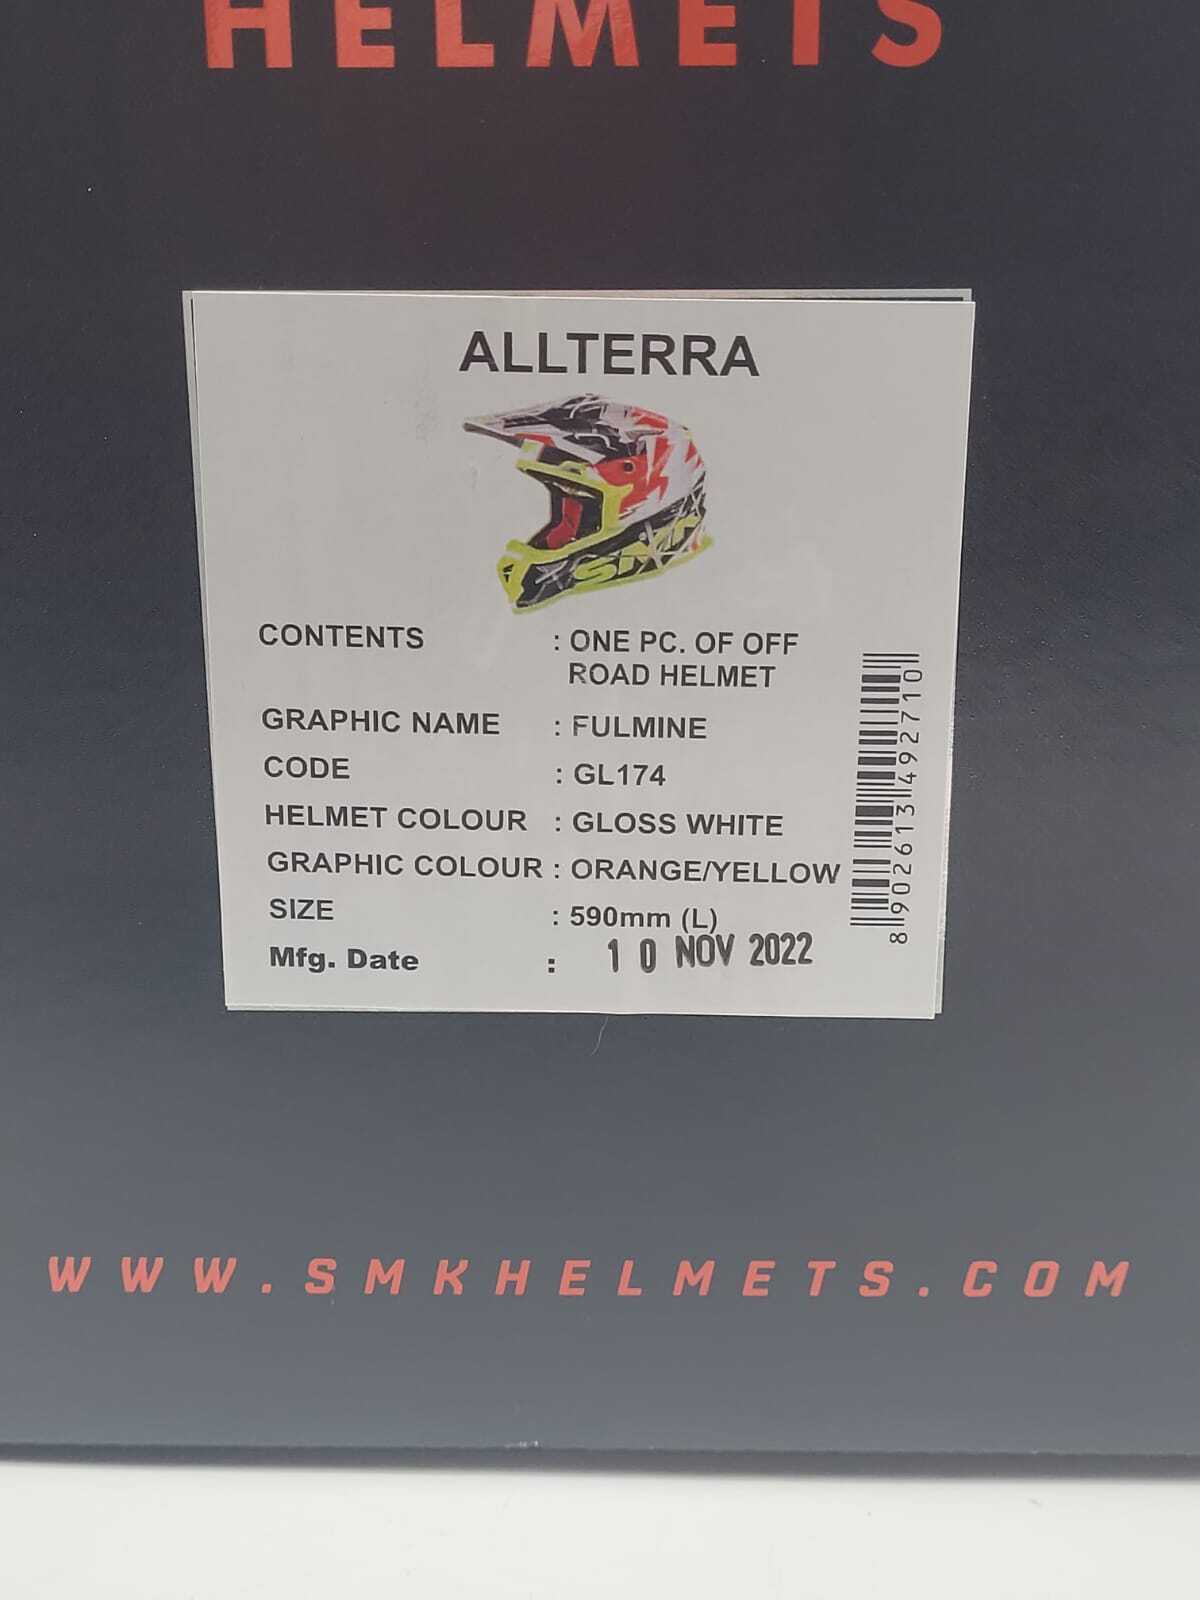 HELMETS
ALLTERRA
SMK
CONTENTS : ONE PC. OF OFF
ROAD HELMET
GRAPHIC NAME : FULMINE
CODE : GL174
HELMET COLOUR : GLOSS WHITE
GRAPHIC COLOUR : ORANGE/YELLOW
SIZE : 590mm (L)
Mfg. Date : 10 NOV 2022
8902613492710
WWW.SMKHELMETS.COM